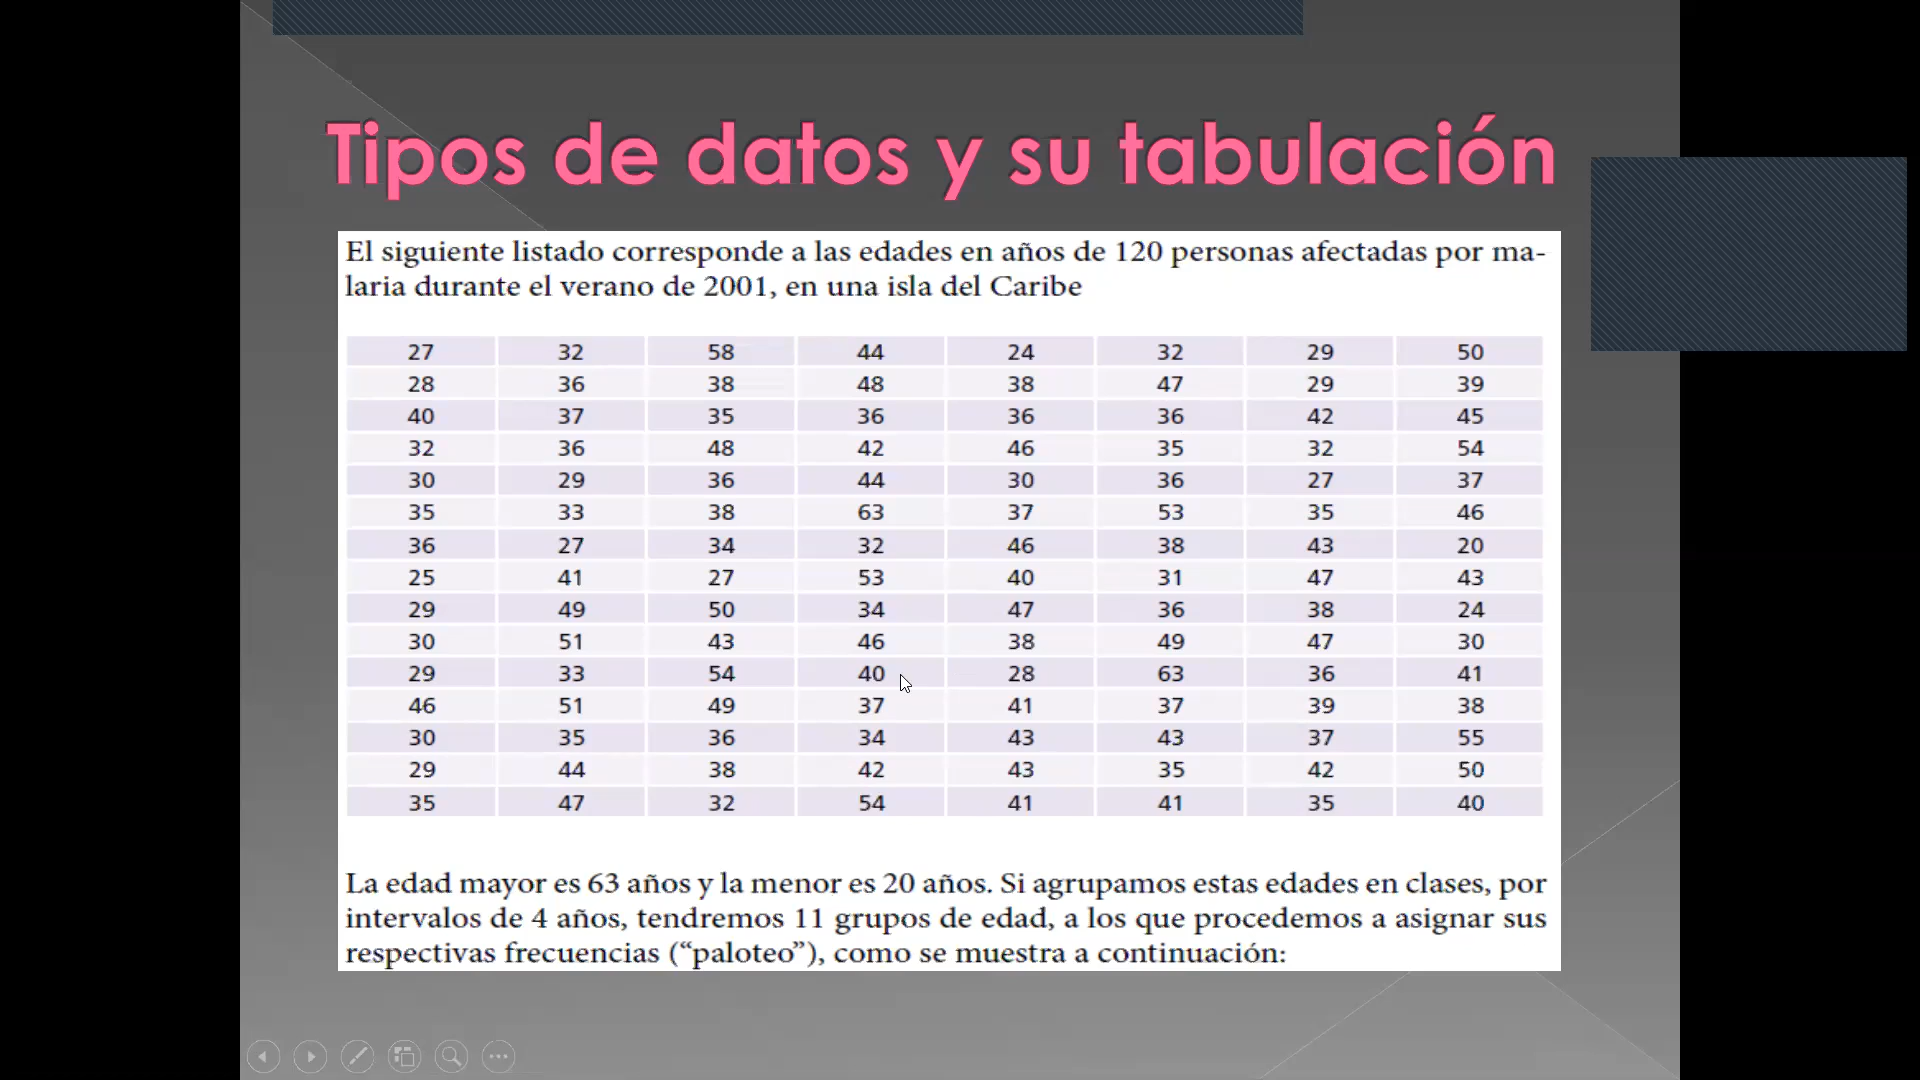 Tipos de datos y su tabulación
El siguiente listado corresponde a las edades en años de 120 personas afectadas por ma-
laria durante el verano de 2001, en una isla del Caribe
27 32 58 44 24 32 29 50
28 36 38 48 38 47 29 39
40 37 35 36 36 36 42 45
32 36 48 42 46 35 32 54
30 29 36 44 30 36 27 37
35 33 38 63 37 53 35 46
36 27 34 32 46 38 43 20
25 41 27 53 40 31 47 43
29 49 50 34 47 36 38 24
30 51 43 46 38 49 47 30
29 33 54 40 28 63 36 41
46 51 49 37 41 37 39 38
30 35 36 34 43 43 37 55
29 44 38 42 43 35 42 50
35 47 32 54 41 41 35 40
La edad mayor es 63 años y la menor es 20 años. Si agrupamos estas edades en clases, por
intervalos de 4 años, tendremos 11 grupos de edad, a los que procedemos a asignar sus
respectivas frecuencias (“paloteo”), como se muestra a continuación: